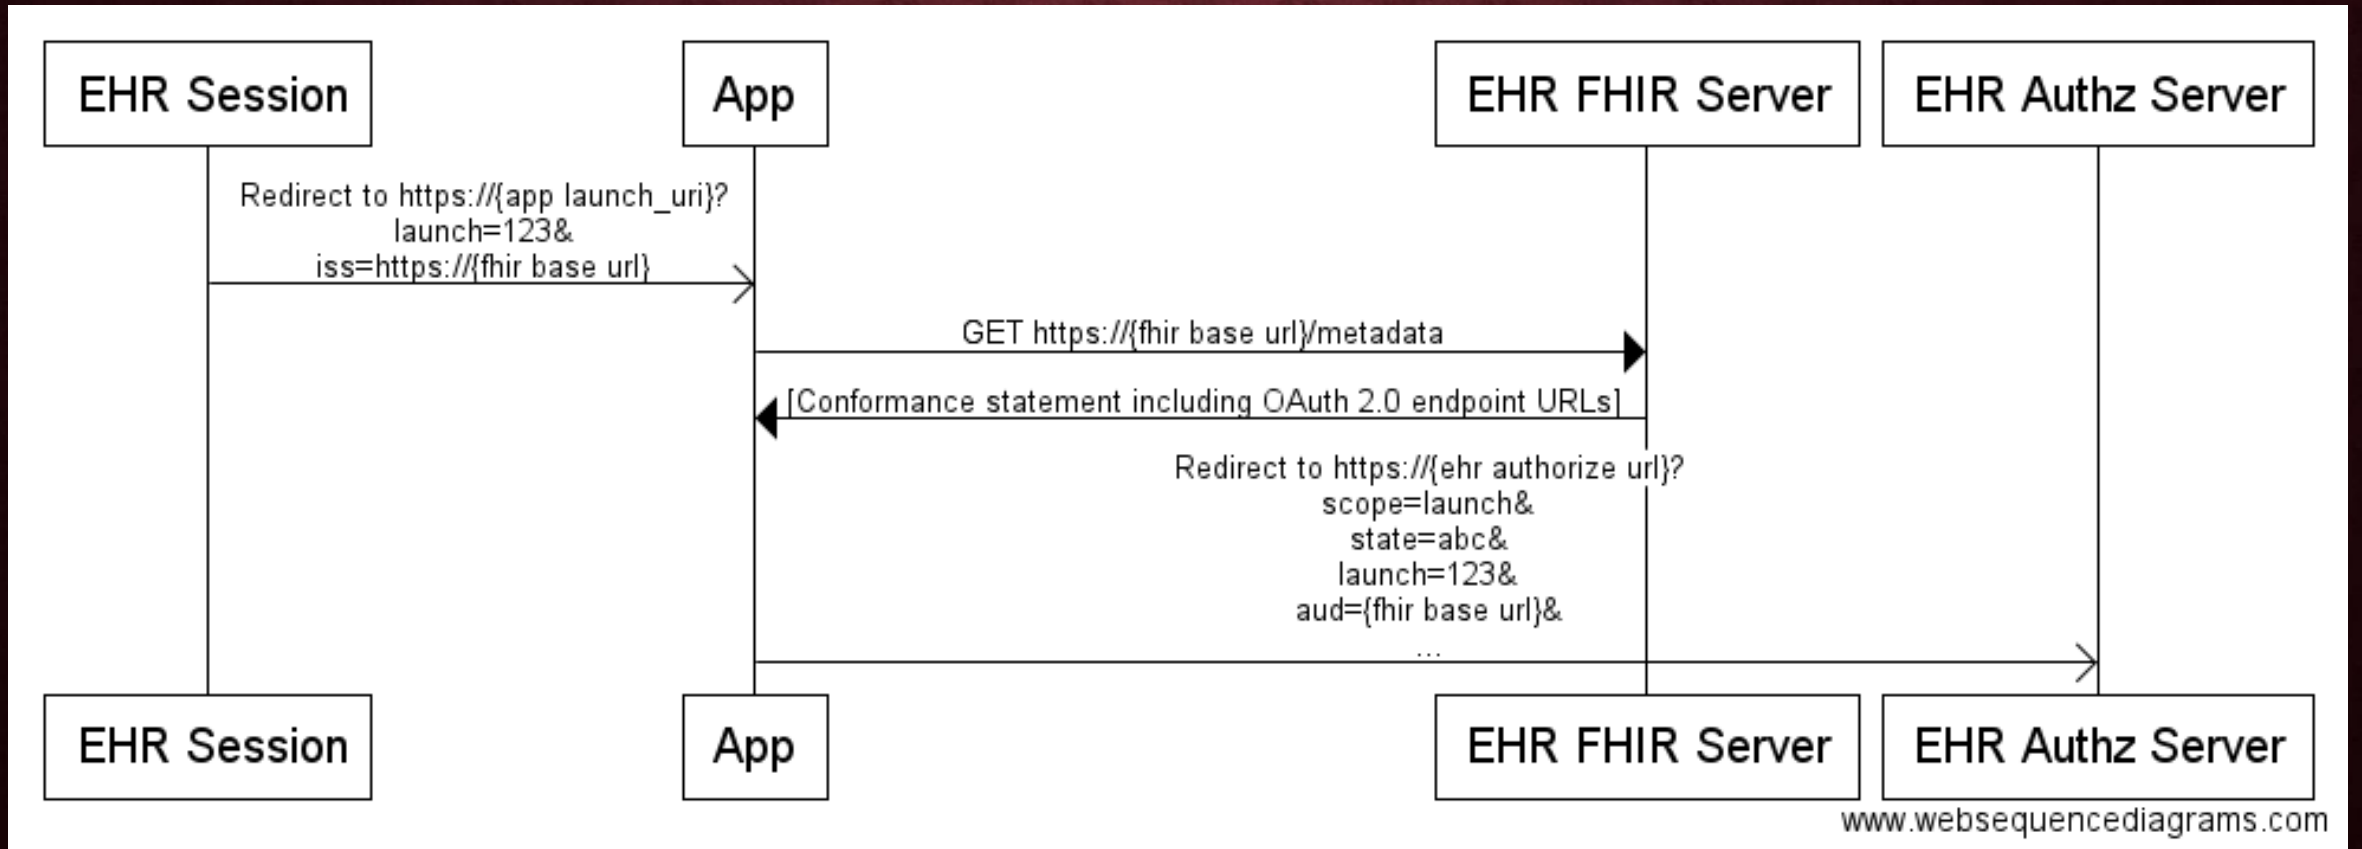 EHR Session
App
EHR FHIR Server
EHR Authz Server
Redirect to https://{app launch_uri}?
launch=123&
iss=https://{fhir base url}
GET https://{fhir base url}/metadata
[Conformance statement including OAuth 2.0 endpoint URLs]
Redirect to https://{ehr authorize url}?
scope=launch&
state=abc&
launch=123&
aud={fhir base url}&
...
EHR Session
App
EHR FHIR Server
EHR Authz Server
www.websequencediagrams.com